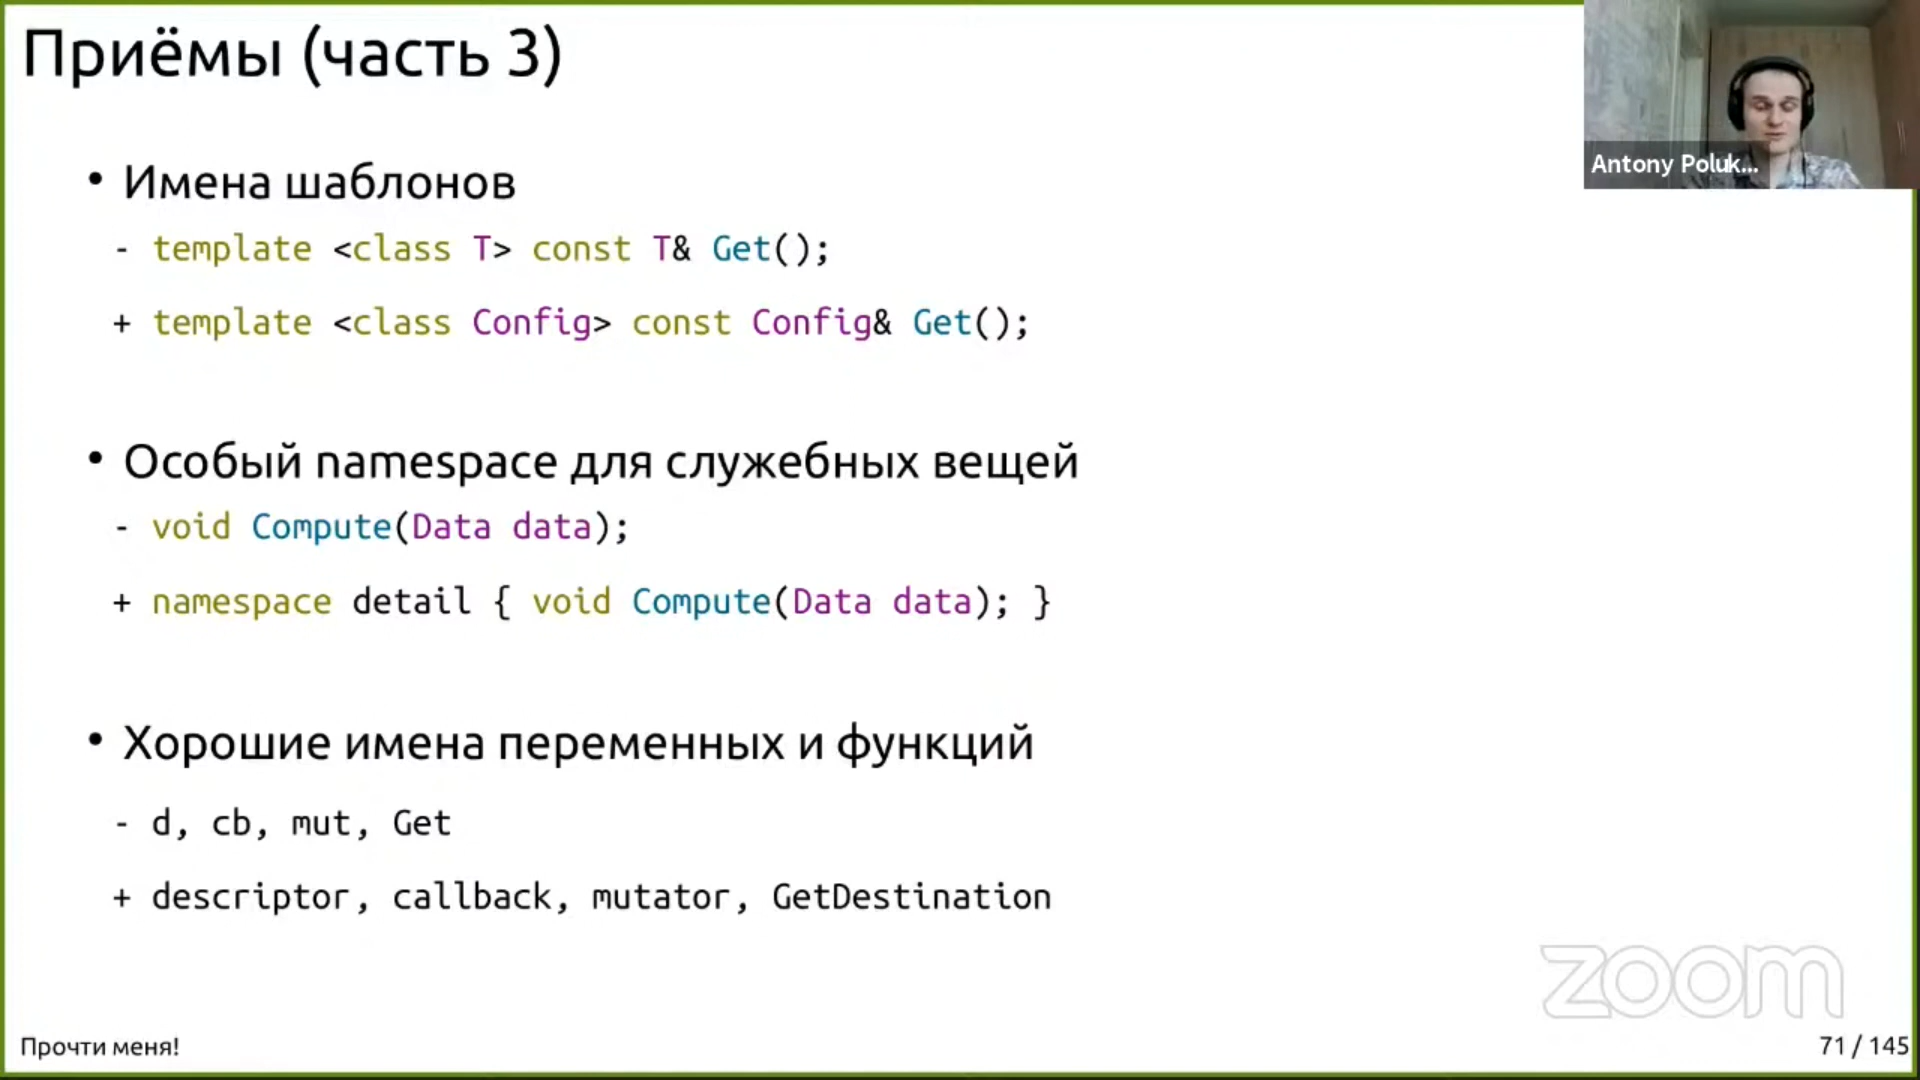 Приёмы (часть 3)
Antony Poluk...
• Имена шаблонов
- template <class T> const T& Get();
+ template <class Config> const Config& Get();
• Особый namespace для служебных вещей
- void Compute(Data data);
+ namespace detail { void Compute(Data data); }
• Хорошие имена переменных и функций
- d, cb, mut, Get
+ descriptor, callback, mutator, GetDestination
zoom
Прочти меня!
71 / 145